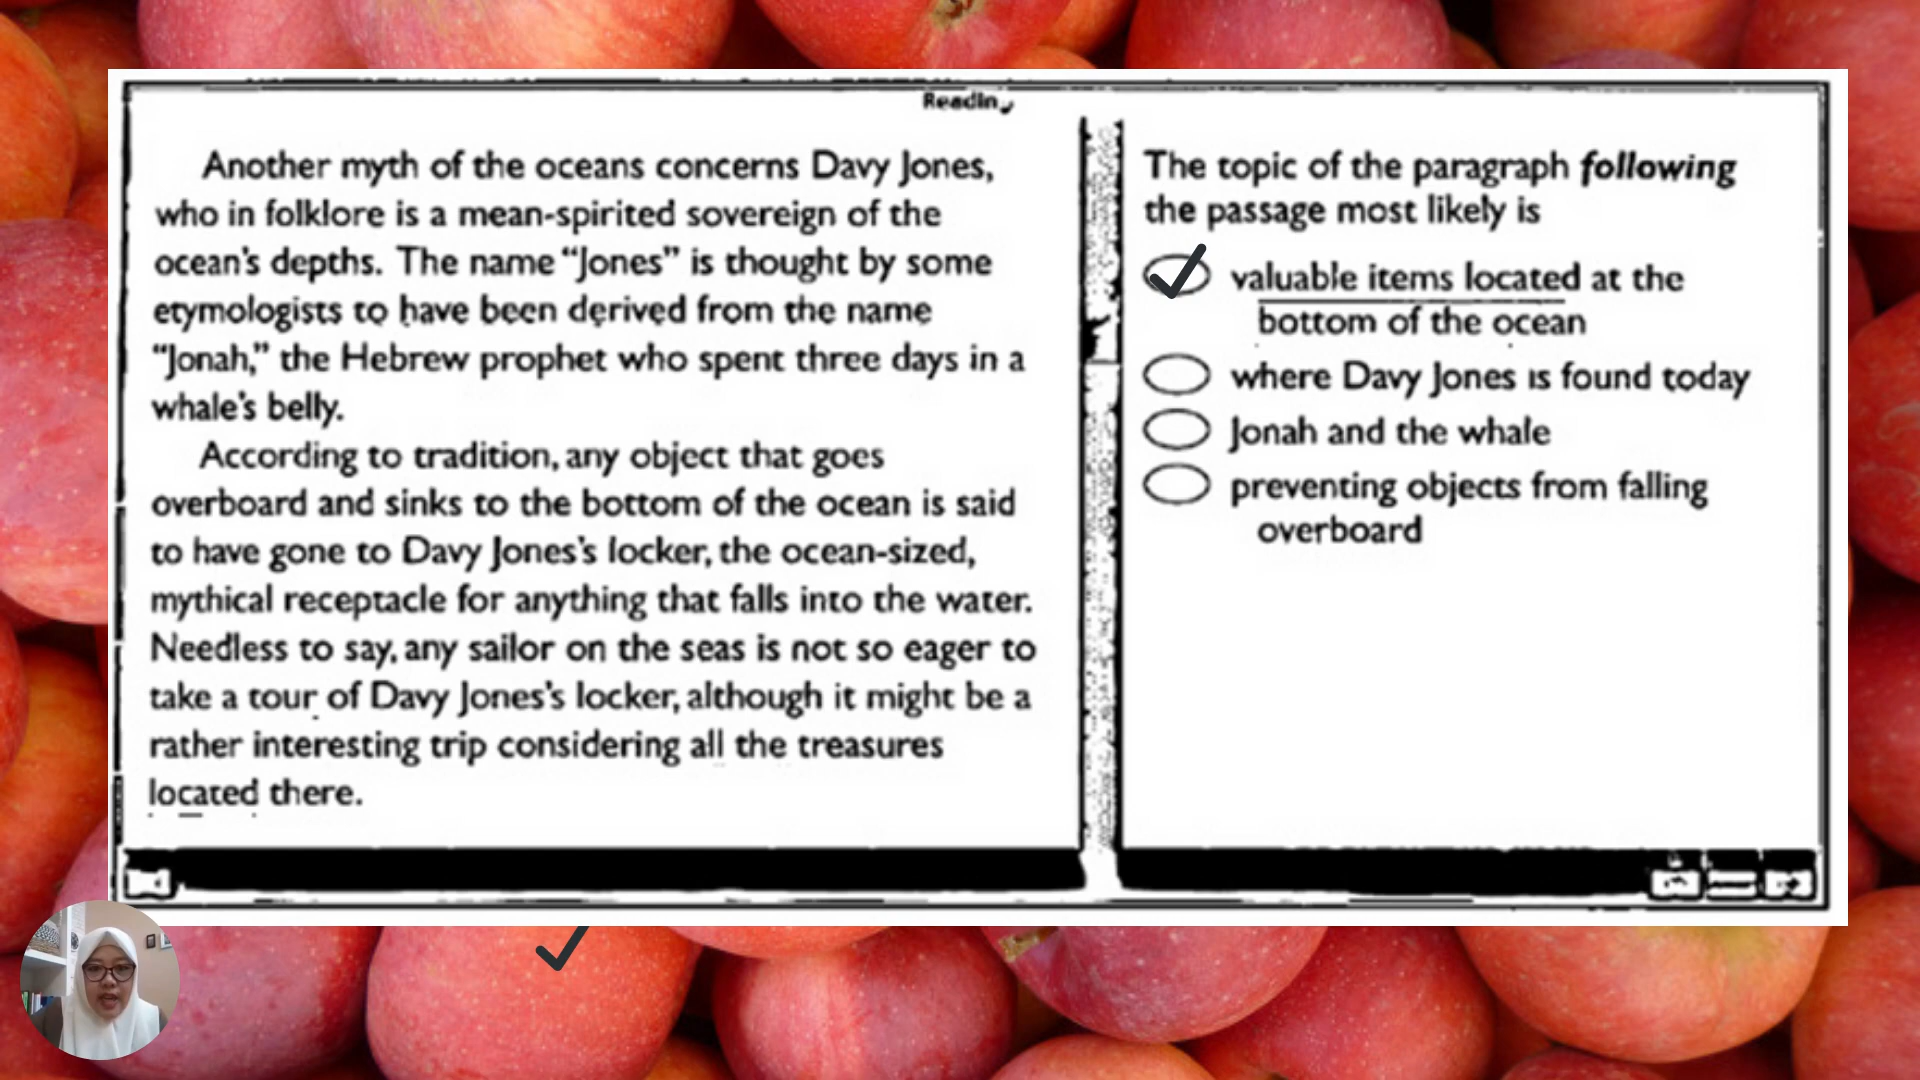 Reading
Another myth of the oceans concerns Davy Jones,
who in folklore is a mean-spirited sovereign of the
ocean's depths. The name “Jones” is thought by some
etymologists to have been derived from the name
“Jonah,” the Hebrew prophet who spent three days in a
whale's belly.
According to tradition, any object that goes
overboard and sinks to the bottom of the ocean is said
to have gone to Davy Jones's locker, the ocean-sized,
mythical receptacle for anything that falls into the water.
Needless to say, any sailor on the seas is not so eager to
take a tour of Davy Jones's locker, although it might be a
rather interesting trip considering all the treasures
located there.
The topic of the paragraph following
the passage most likely is
valuable items located at the
bottom of the ocean
where Davy Jones is found today
Jonah and the whale
preventing objects from falling
overboard